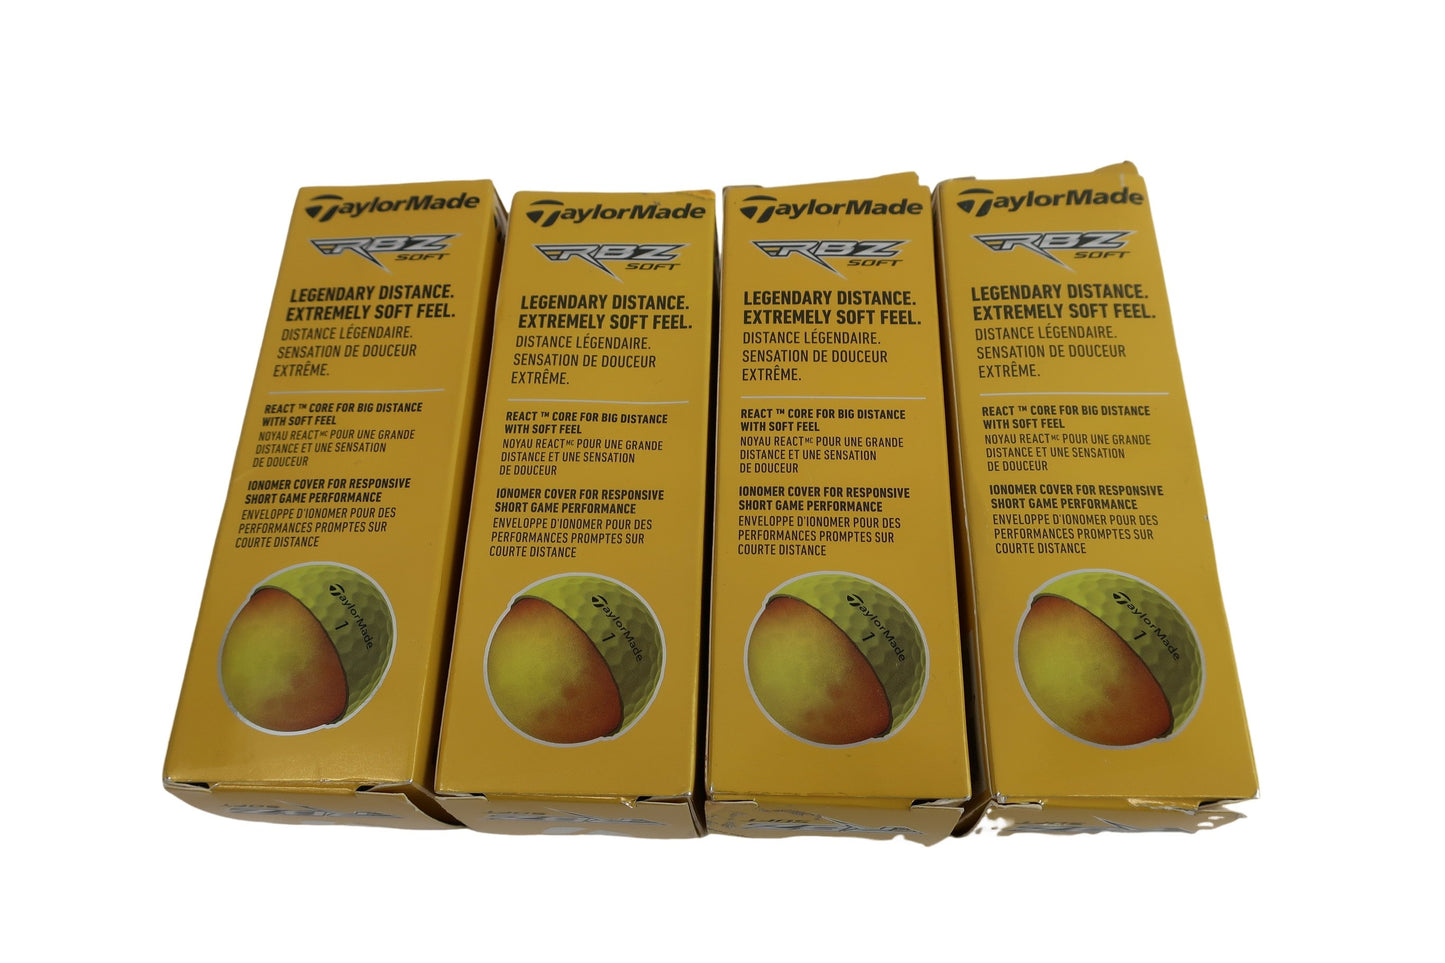 TaylorMade
RBZ
SOFT
LEGENDARY DISTANCE.
EXTREMELY SOFT FEEL.
DISTANCE LÉGENDAIRE.
SENSATION DE DOUCEUR
EXTRÊME.
REACT ™ CORE FOR BIG DISTANCE
WITH SOFT FEEL
NOYAU REACT MC POUR UNE GRANDE
DISTANCE ET UNE SENSATION
DE DOUCEUR
IONOMER COVER FOR RESPONSIVE
SHORT GAME PERFORMANCE
ENVELOPPE D'IONOMER POUR DES
PERFORMANCES PROMPTES SUR
COURTE DISTANCE
TaylorMade
1
SOFT
RBZ
TaylorMade
RBZ
SOFT
LEGENDARY DISTANCE.
EXTREMELY SOFT FEEL.
DISTANCE LÉGENDAIRE.
SENSATION DE DOUCEUR
EXTRÊME.
REACT ™ CORE FOR BIG DISTANCE
WITH SOFT FEEL
NOYAU REACT MC POUR UNE GRANDE
DISTANCE ET UNE SENSATION
DE DOUCEUR
IONOMER COVER FOR RESPONSIVE
SHORT GAME PERFORMANCE
ENVELOPPE D'IONOMER POUR DES
PERFORMANCES PROMPTES SUR
COURTE DISTANCE
TaylorMade
1
SOFT
RBZ
TaylorMade
RBZ
SOFT
LEGENDARY DISTANCE.
EXTREMELY SOFT FEEL.
DISTANCE LÉGENDAIRE.
SENSATION DE DOUCEUR
EXTRÊME.
REACT ™ CORE FOR BIG DISTANCE
WITH SOFT FEEL
NOYAU REACT MC POUR UNE GRANDE
DISTANCE ET UNE SENSATION
DE DOUCEUR
IONOMER COVER FOR RESPONSIVE
SHORT GAME PERFORMANCE
ENVELOPPE D'IONOMER POUR DES
PERFORMANCES PROMPTES SUR
COURTE DISTANCE
TaylorMade
1
SOFT
RBZ
TaylorMade
RBZ
SOFT
LEGENDARY DISTANCE.
EXTREMELY SOFT FEEL.
DISTANCE LÉGENDAIRE.
SENSATION DE DOUCEUR
EXTRÊME.
REACT ™ CORE FOR BIG DISTANCE
WITH SOFT FEEL
NOYAU REACT MC POUR UNE GRANDE
DISTANCE ET UNE SENSATION
DE DOUCEUR
IONOMER COVER FOR RESPONSIVE
SHORT GAME PERFORMANCE
ENVELOPPE D'IONOMER POUR DES
PERFORMANCES PROMPTES SUR
COURTE DISTANCE
TaylorMade
1
SOFT
RBZ